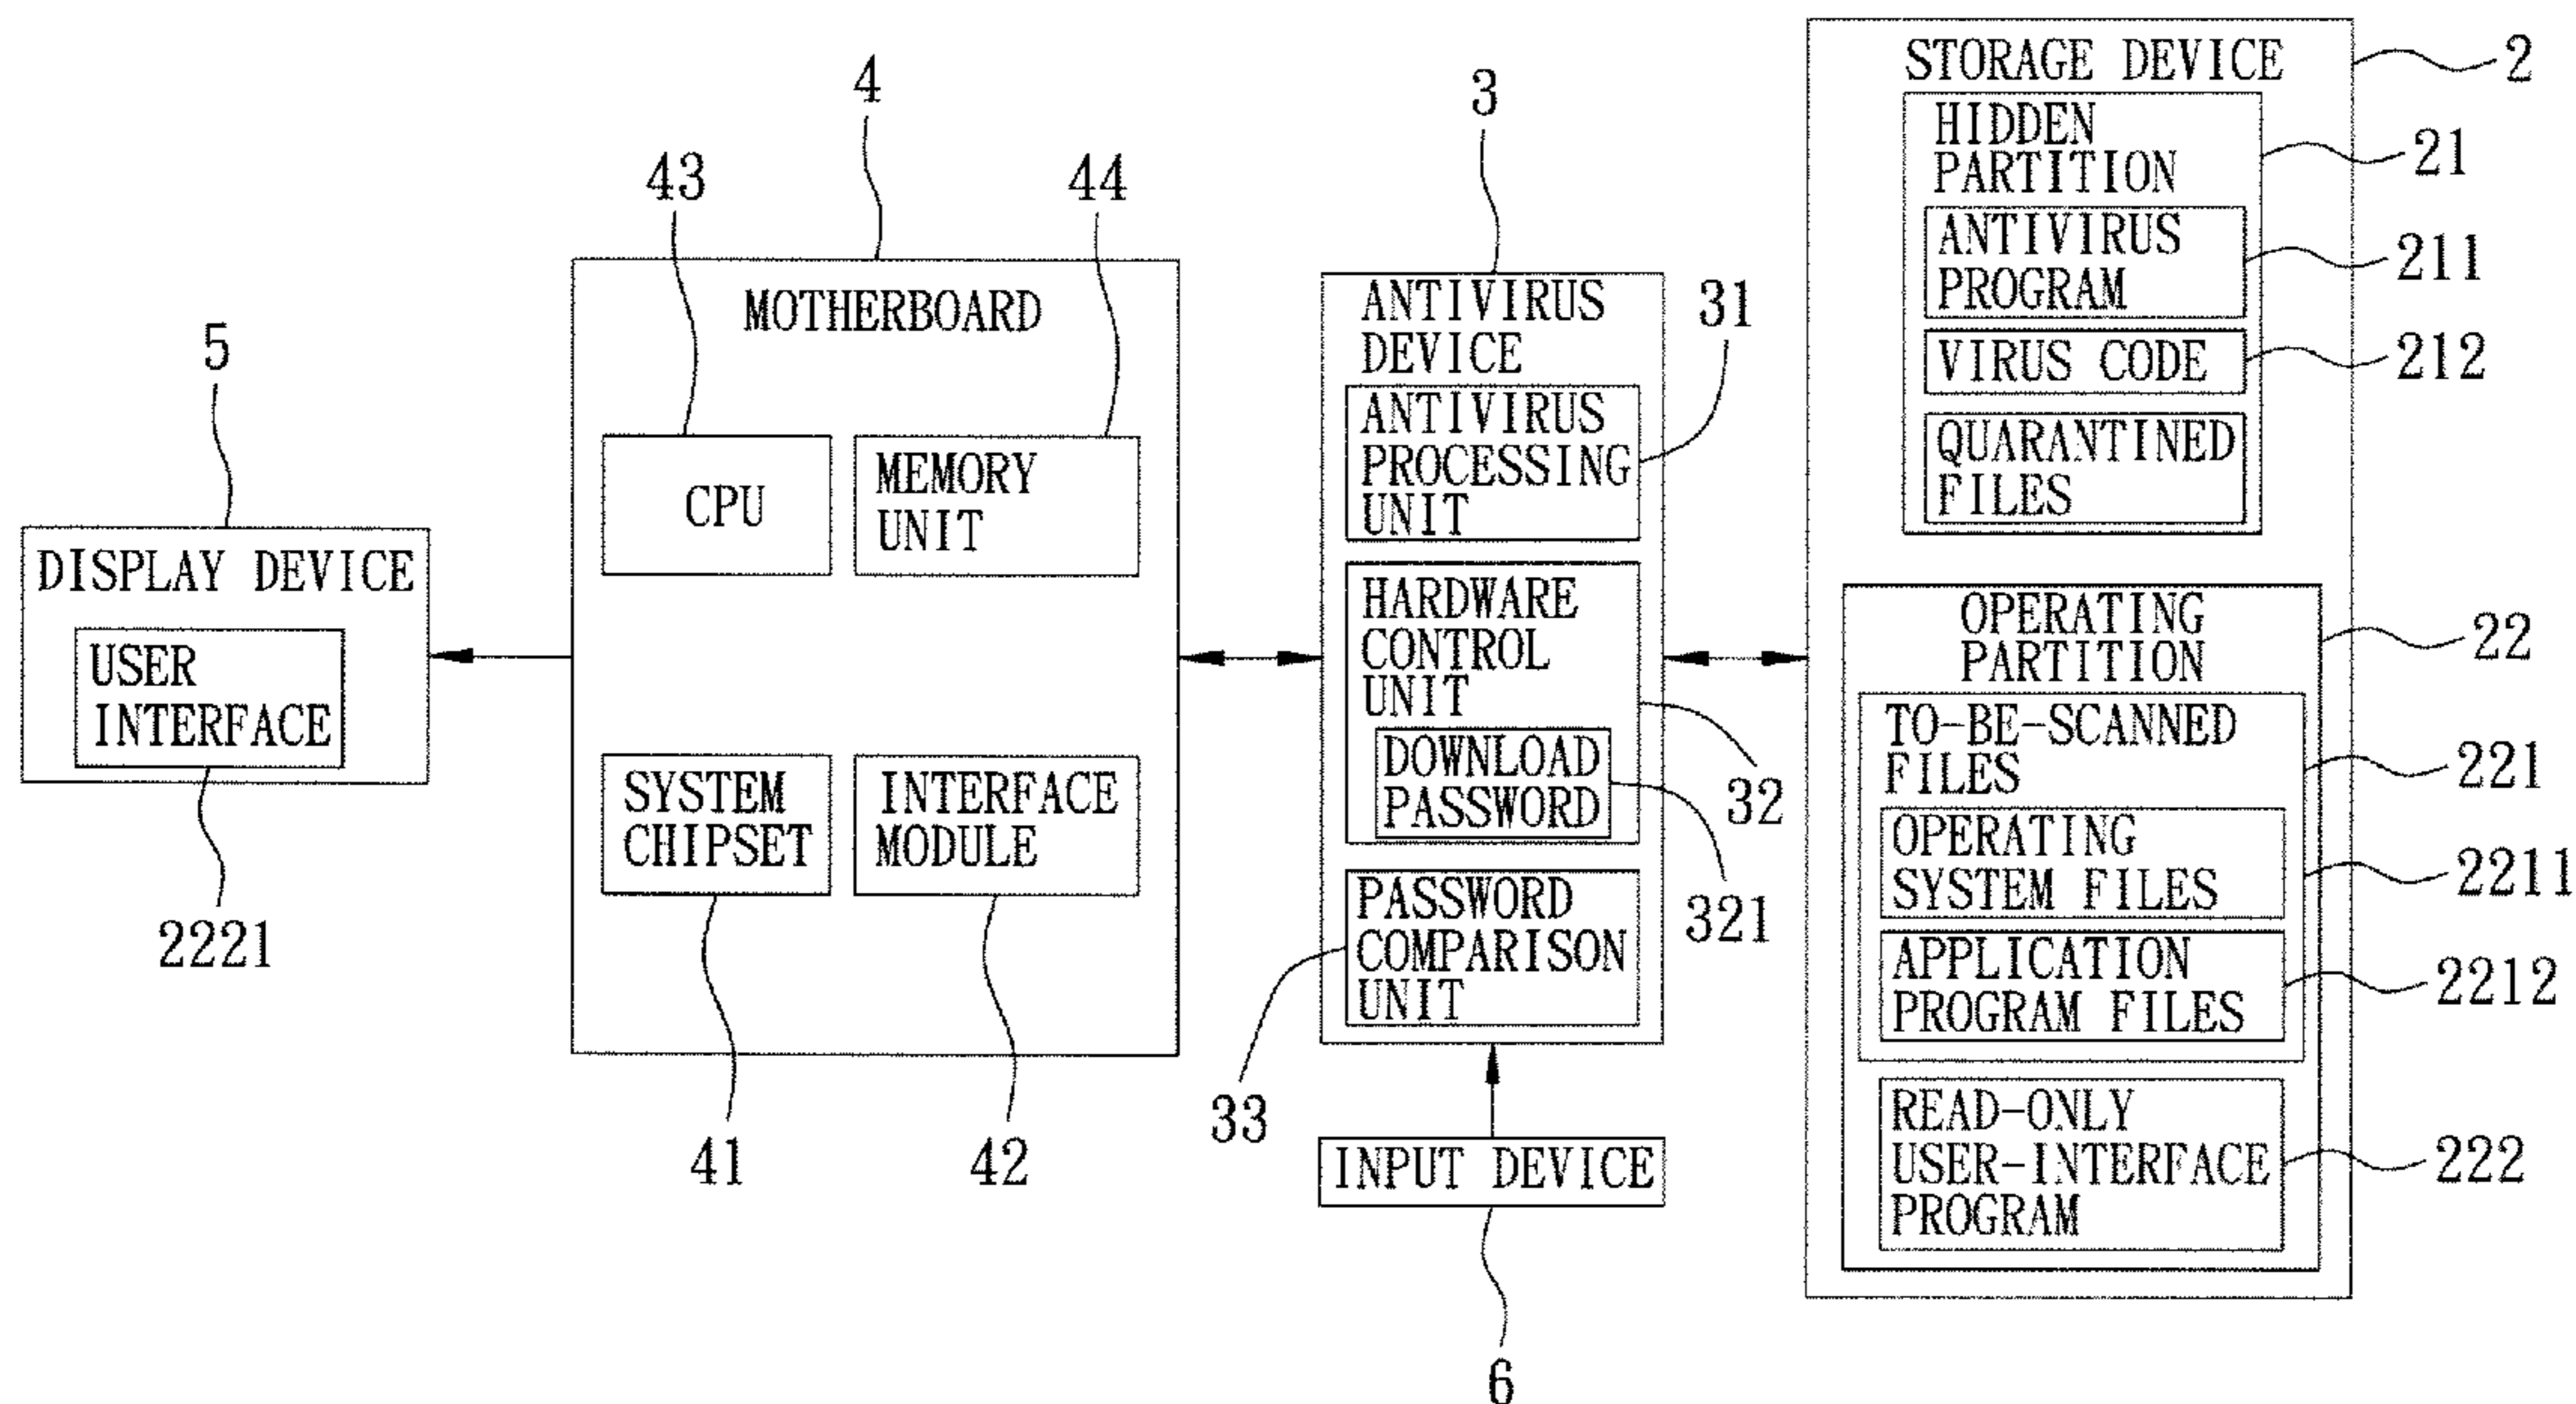 5
DISPLAY DEVICE
USER
INTERFACE
2221
4
43
44
MOTHERBOARD
CPU
MEMORY
UNIT
SYSTEM
CHIPSET
INTERFACE
MODULE
41
42
3
ANTIVIRUS
DEVICE
31
ANTIVIRUS
PROCESSING
UNIT
HARDWARE
CONTROL
UNIT
DOWNLOAD
PASSWORD
32
321
PASSWORD
COMPARISON
UNIT
33
INPUT DEVICE
6
STORAGE DEVICE
2
HIDDEN
PARTITION
21
ANTIVIRUS
PROGRAM
211
VIRUS CODE
212
QUARANTINED
FILES
OPERATING
PARTITION
22
TO-BE-SCANNED
FILES
221
OPERATING
SYSTEM FILES
2211
APPLICATION
PROGRAM FILES
2212
READ-ONLY
USER-INTERFACE
PROGRAM
222